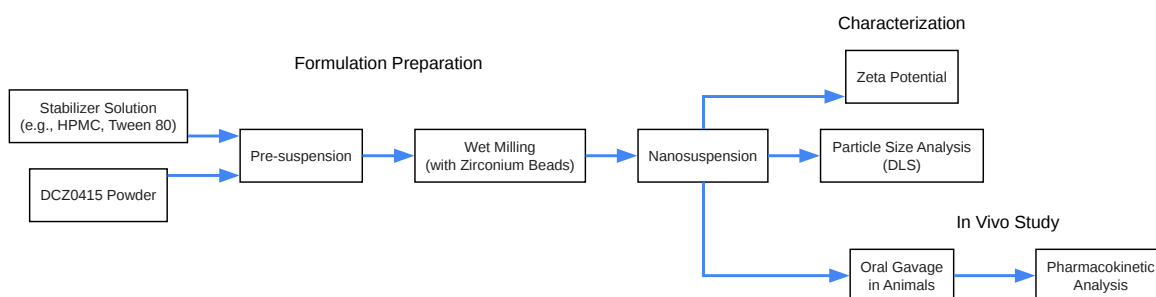 Characterization
Formulation Preparation
Zeta Potential
Stabilizer Solution
(e.g., HPMC, Tween 80)
Pre-suspension
Wet Milling
(with Zirconium Beads)
Nanosuspension
Particle Size Analysis
(DLS)
DCZ0415 Powder
In Vivo Study
Oral Gavage
in Animals
Pharmacokinetic
Analysis